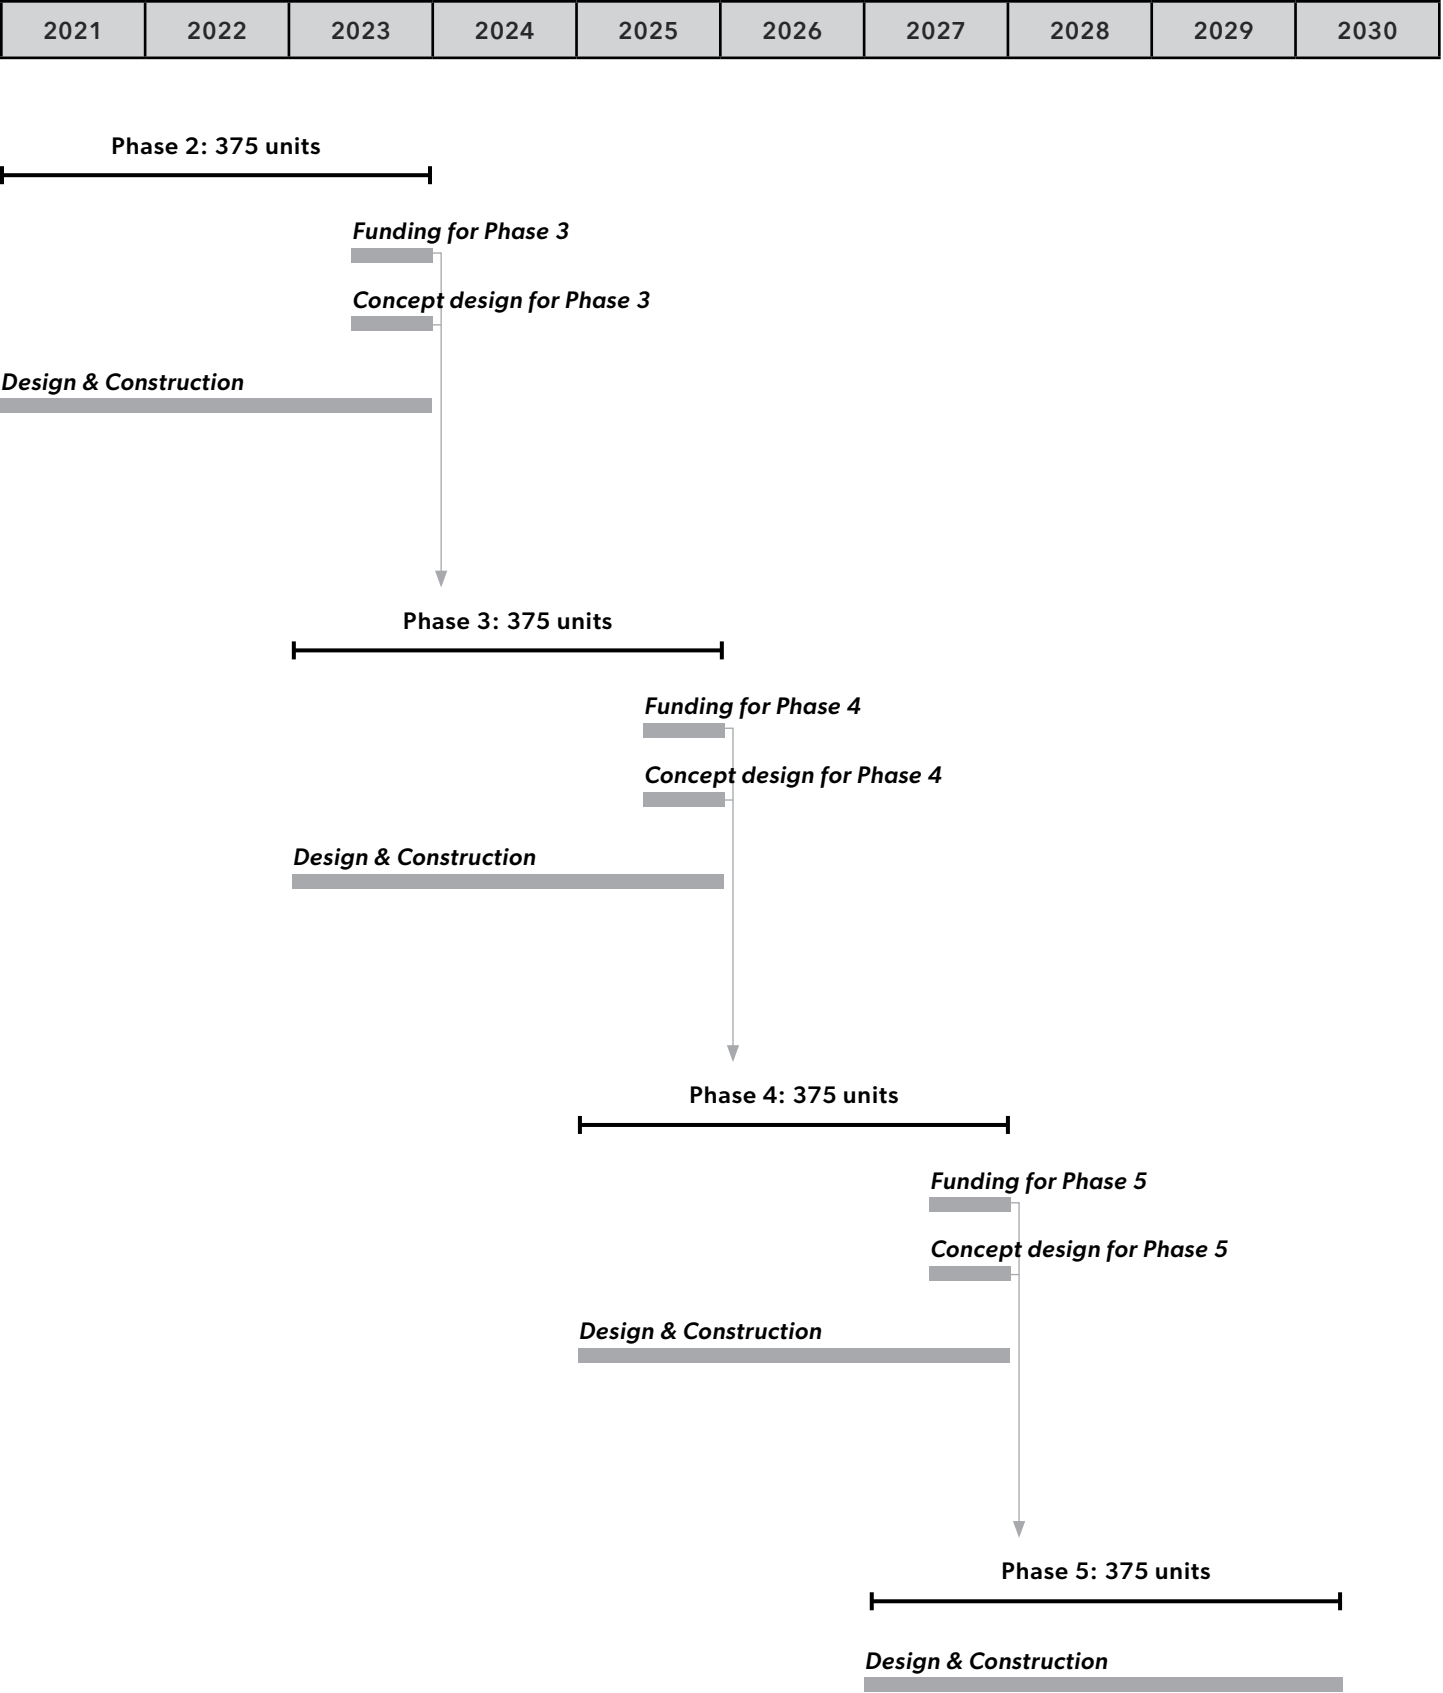 2021 2022 2023 2024 2025 2026 2027 2028 2029 2030
Phase 2: 375 units
Funding for Phase 3
Concept design for Phase 3
Design & Construction
Phase 3: 375 units
Funding for Phase 4
Concept design for Phase 4
Design & Construction
Phase 4: 375 units
Funding for Phase 5
Concept design for Phase 5
Design & Construction
Phase 5: 375 units
Design & Construction